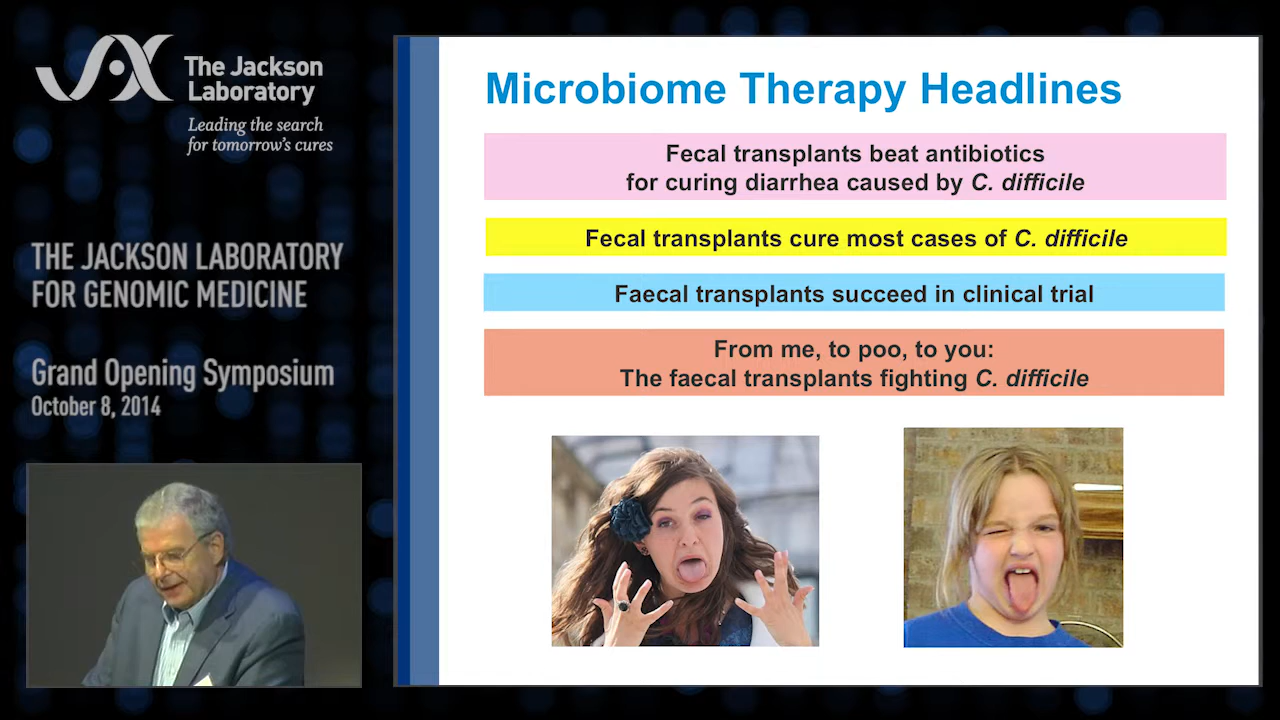 JAX
The Jackson
Laboratory
Leading the search
for tomorrow's cures
THE JACKSON LABORATORY
FOR GENOMIC MEDICINE
Grand Opening Symposium
October 8, 2014
Microbiome Therapy Headlines
Fecal transplants beat antibiotics
for curing diarrhea caused by C. difficile
Fecal transplants cure most cases of C. difficile
Faecal transplants succeed in clinical trial
From me, to poo, to you:
The faecal transplants fighting C. difficile